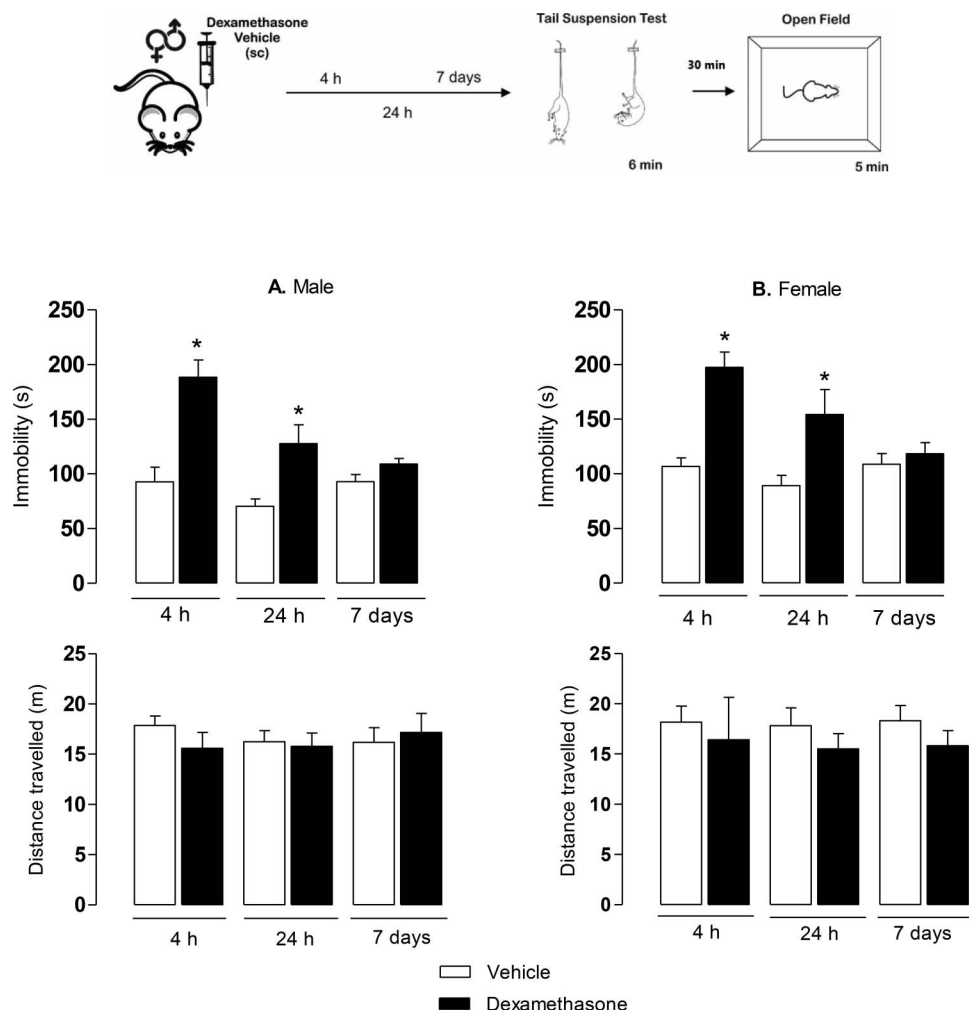 Dexamethasone
Vehicle
(sc)
Tail Suspension Test
Open Field
4 h
7 days
24 h
30 min
6 min
5 min
A. Male
B. Female
Immobility (s)
250
200
150
100
50
0
*
*
4 h
24 h
7 days
Immobility (s)
250
200
150
100
50
0
*
*
4 h
24 h
7 days
Distance travelled (m)
25
20
15
10
5
0
4 h
24 h
7 days
Distance travelled (m)
25
20
15
10
5
0
4 h
24 h
7 days
Vehicle
Dexamethasone